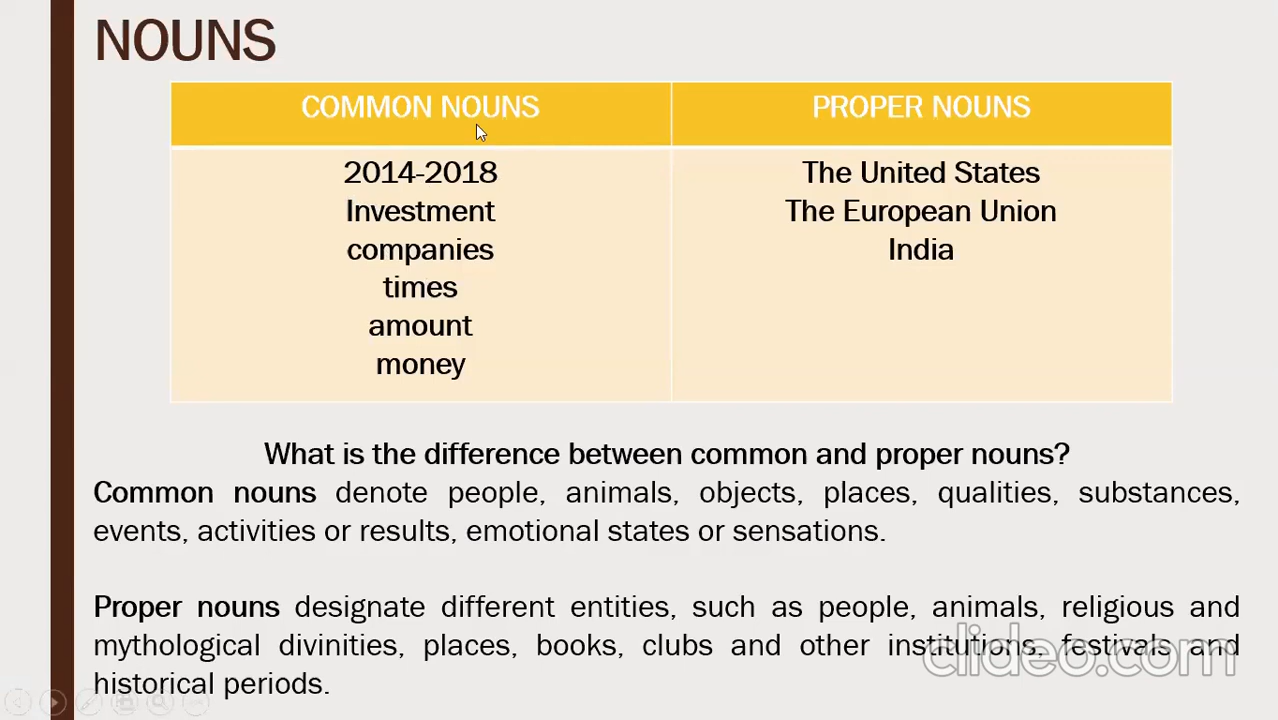 NOUNS
COMMON NOUNS
PROPER NOUNS
2014-2018
Investment
companies
times
amount
money
The United States
The European Union
India
What is the difference between common and proper nouns?
Common nouns denote people, animals, objects, places, qualities, substances,
events, activities or results, emotional states or sensations.
Proper nouns designate different entities, such as people, animals, religious and
mythological divinities, places, books, clubs and other institutions, festivals and
historical periods.
clideo.com